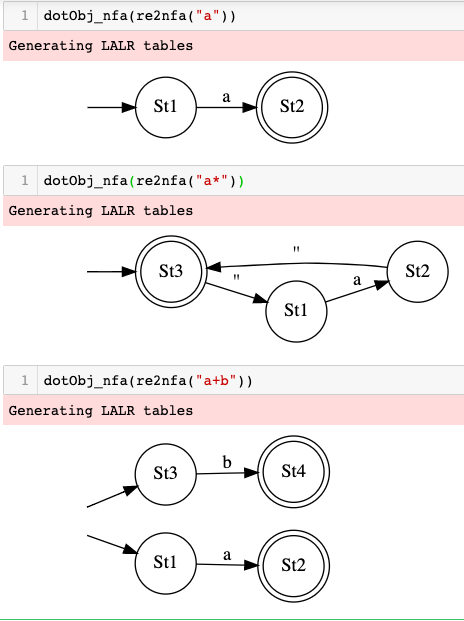 1 dotObj_nfa(re2nfa("a"))
Generating LALR tables
St1 a St2
1 dotObj_nfa(re2nfa("a*"))
Generating LALR tables
''
St3 '' a St2
St1
1 dotObj_nfa(re2nfa("a+b"))
Generating LALR tables
St3 b St4
St1 a St2